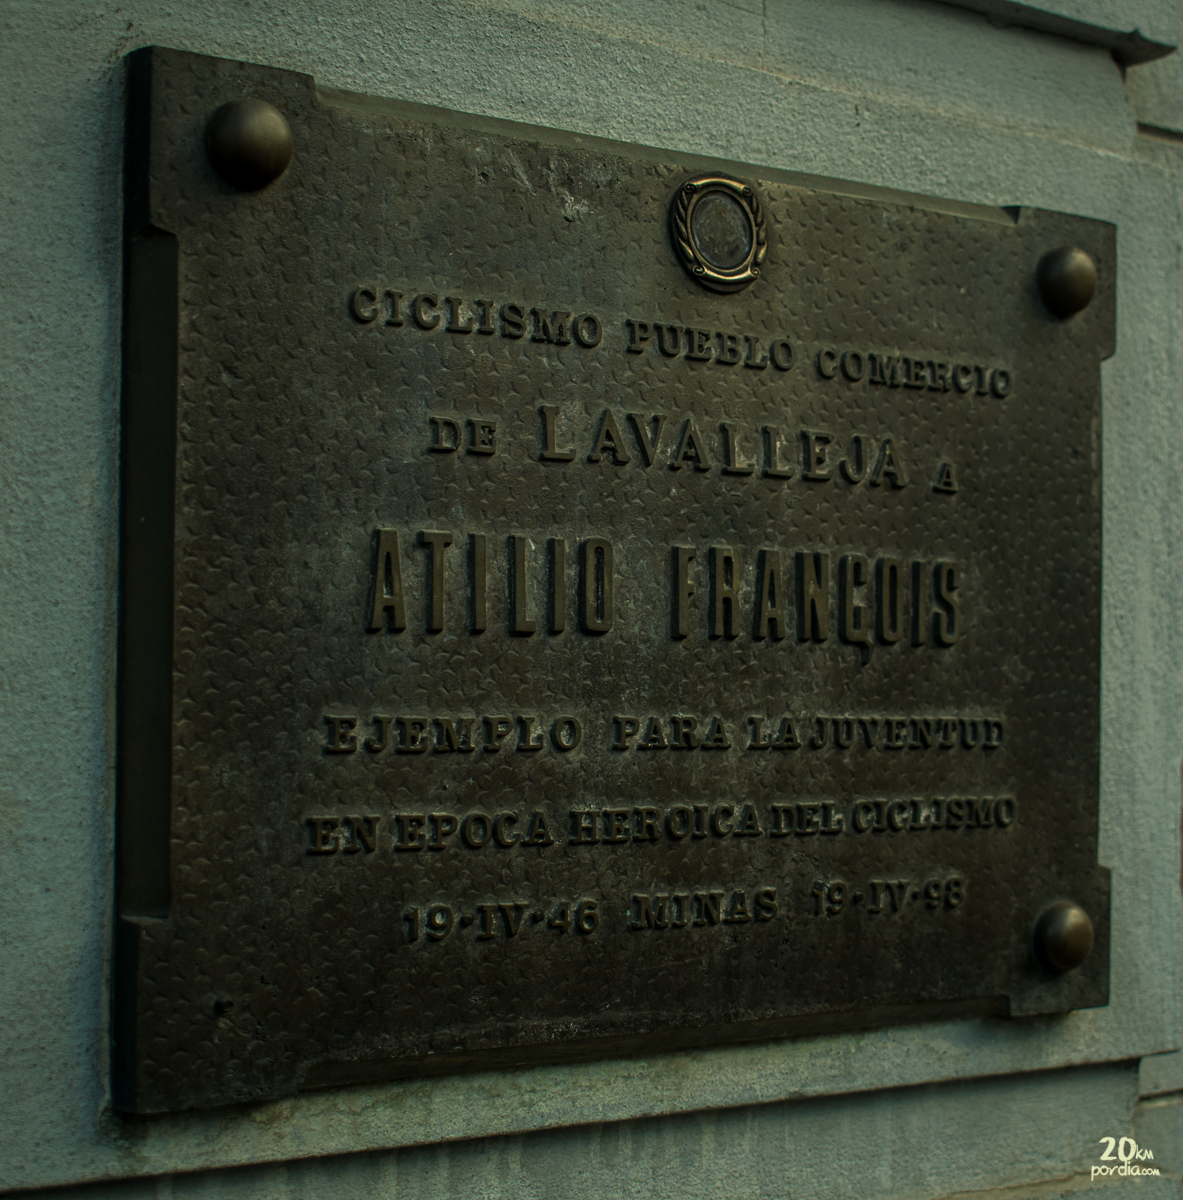 CICLISMO PUEBLO COMERCIO
DE LAVALLEJA A
ATILIO FRANÇOIS
EJEMPLO PARA LA JUVENTUD
EN EPOCA HEROICA DEL CICLISMO
19·IV·46 MINAS 19·IV·98
20KM
pordia.com